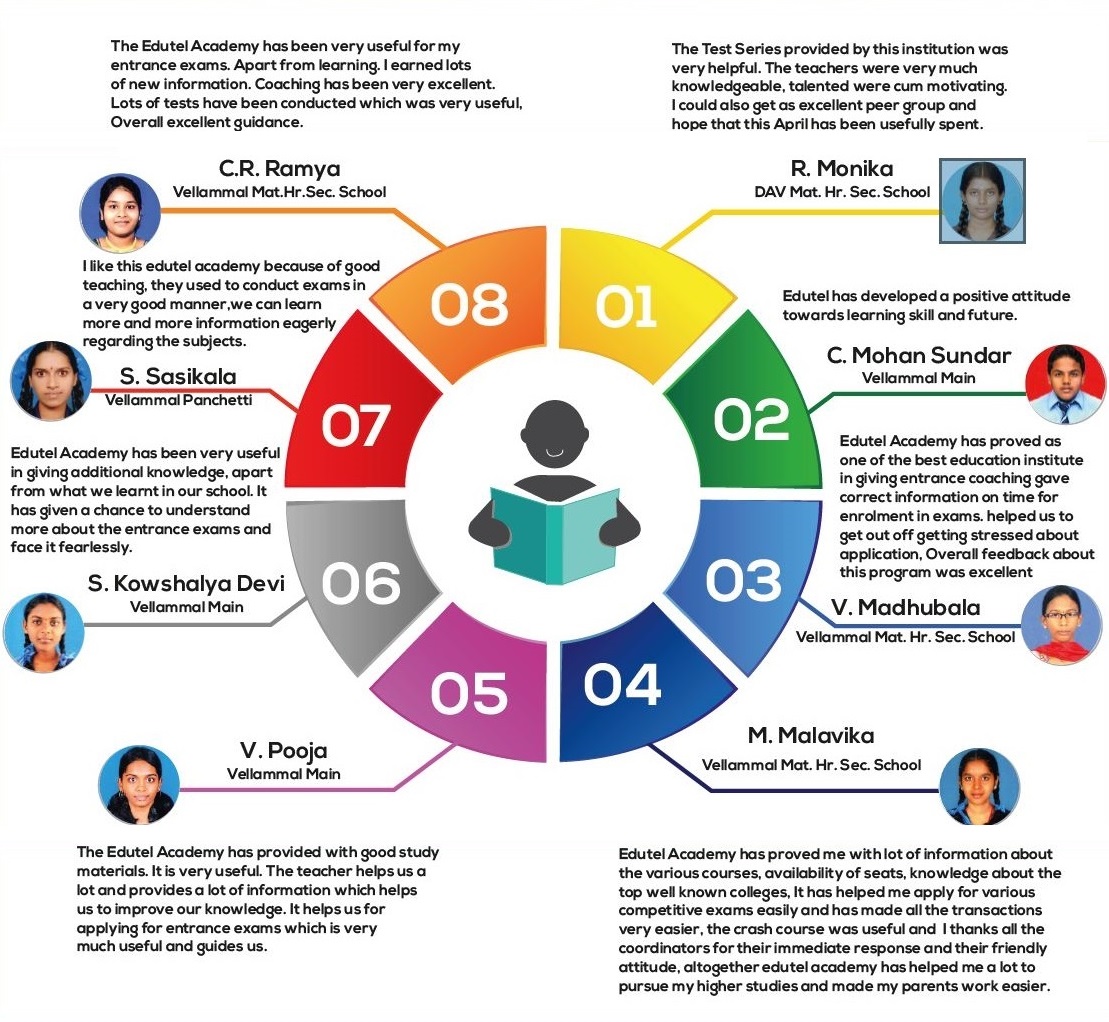 The Edutel Academy has been very useful for my
entrance exams. Apart from learning. I earned lots
of new information. Coaching has been very excellent.
Lots of tests have been conducted which was very useful,
Overall excellent guidance.
C.R. Ramya
Vellammal Mat.Hr.Sec. School
The Test Series provided by this institution was
very helpful. The teachers were very much
knowledgeable, talented were cum motivating.
I could also get as excellent peer group and
hope that this April has been usefully spent.
R. Monika
DAV Mat. Hr. Sec. School
08
01
I like this edutel academy because of good
teaching, they used to conduct exams in
a very good manner,we can learn
more and more information eagerly
regarding the subjects.
S. Sasikala
Vellammal Panchetti
07
Edutel has developed a positive attitude
towards learning skill and future.
C. Mohan Sundar
Vellammal Main
02
Edutel Academy has been very useful
in giving additional knowledge, apart
from what we learnt in our school. It
has given a chance to understand
more about the entrance exams and
face it fearlessly.
S. Kowshalya Devi
Vellammal Main
06
Edutel Academy has proved as
one of the best education institute
in giving entrance coaching gave
correct information on time for
enrolment in exams. helped us to
get out off getting stressed about
application, Overall feedback about
this program was excellent
V. Madhubala
Vellammal Mat. Hr. Sec. School
03
05
04
V. Pooja
Vellammal Main
The Edutel Academy has provided with good study
materials. It is very useful. The teacher helps us a
lot and provides a lot of information which helps
us to improve our knowledge. It helps us for
applying for entrance exams which is very
much useful and guides us.
M. Malavika
Vellammal Mat. Hr. Sec. School
Edutel Academy has proved me with lot of information about
the various courses, availability of seats, knowledge about the
top well known colleges, It has helped me apply for various
competitive exams easily and has made all the transactions
very easier, the crash course was useful and I thanks all the
coordinators for their immediate response and their friendly
attitude, altogether edutel academy has helped me a lot to
pursue my higher studies and made my parents work easier.